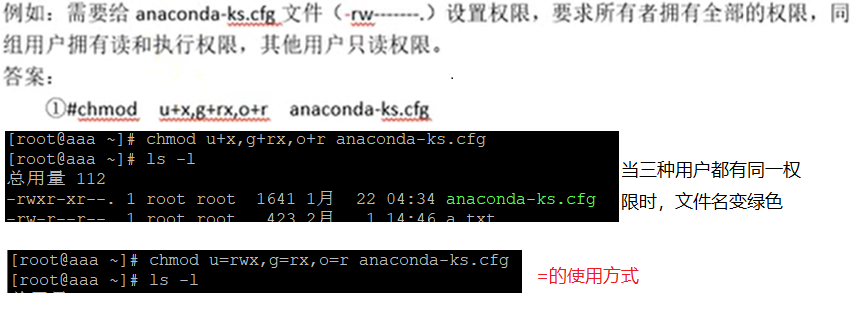 例如：需要给 anaconda-ks.cfg 文件（-rw-------.）设置权限，要求所有者拥有全部的权限，同
组用户拥有读和执行权限，其他用户只读权限。
答案：
①#chmod u+x,g+rx,o+r anaconda-ks.cfg
[root@aaa ~]# chmod u+x,g+rx,o+r anaconda-ks.cfg
[root@aaa ~]# ls -l
总用量 112
-rwxr-xr--. 1 root root 1641 1月 22 04:34 anaconda-ks.cfg
-rw-r--r--. 1 root root 423 2月 1 14:46 a.txt
当三种用户都有同一权
限时，文件名变绿色
[root@aaa ~]# chmod u=rwx,g=rx,o=r anaconda-ks.cfg
[root@aaa ~]# ls -l
=的使用方式